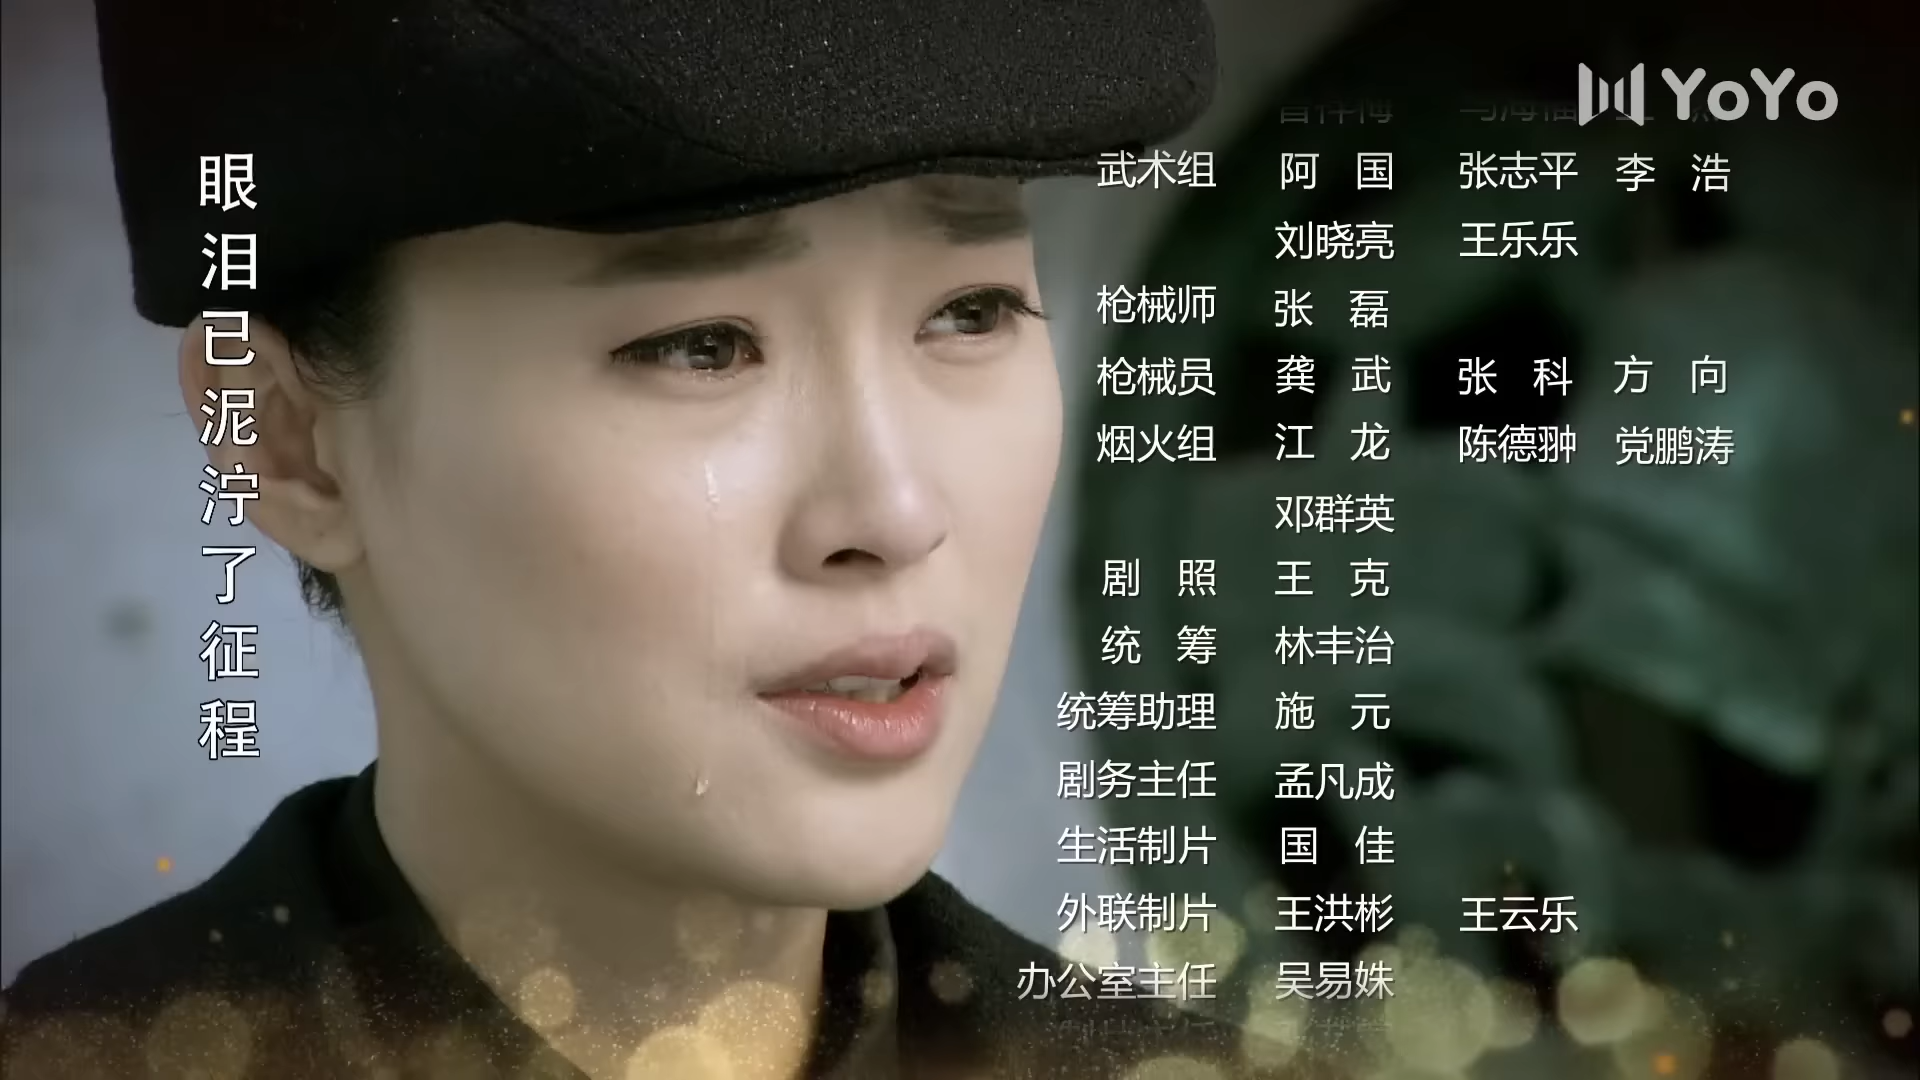 YoYo
眼泪已泥泞了征程
武术组 阿国 张志平 李浩
刘晓亮 王乐乐
枪械师 张磊
枪械员 龚武 张科 方向
烟火组 江龙 陈德翀 党鹏涛
邓群英
剧照 王克
统筹 林丰治
统筹助理 施元
剧务主任 孟凡成
生活制片 国佳
外联制片 王洪彬 王云乐
办公室主任 吴易姝